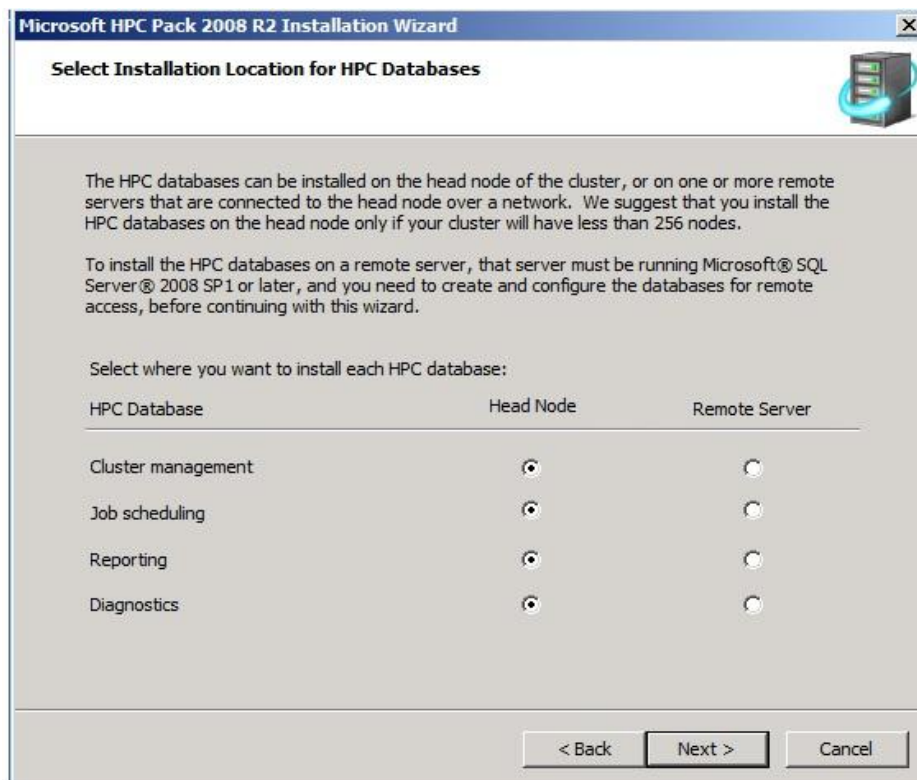 Microsoft HPC Pack 2008 R2 Installation Wizard
Select Installation Location for HPC Databases
The HPC databases can be installed on the head node of the cluster, or on one or more remote
servers that are connected to the head node over a network.  We suggest that you install the
HPC databases on the head node only if your cluster will have less than 256 nodes.
To install the HPC databases on a remote server, that server must be running Microsoft® SQL
Server® 2008 SP1 or later, and you need to create and configure the databases for remote
access, before continuing with this wizard.
Select where you want to install each HPC database:
HPC Database Head Node Remote Server
Cluster management
Job scheduling
Reporting
Diagnostics
< Back Next > Cancel